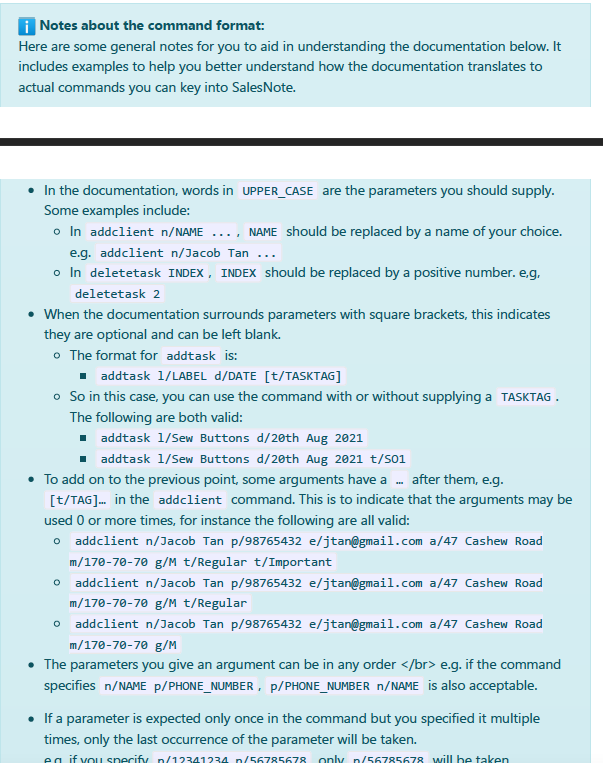 i Notes about the command format:
Here are some general notes for you to aid in understanding the documentation below. It
includes examples to help you better understand how the documentation translates to
actual commands you can key into SalesNote.
• In the documentation, words in UPPER_CASE are the parameters you should supply.
Some examples include:
In addclient n/NAME ... , NAME should be replaced by a name of your choice.
e.g. addclient n/Jacob Tan ...
In deletetask INDEX , INDEX should be replaced by a positive number. e.g,
deletetask 2
• When the documentation surrounds parameters with square brackets, this indicates
they are optional and can be left blank.
The format for addtask is:
addtask l/LABEL d/DATE [t/TASKTAG]
So in this case, you can use the command with or without supplying a TASKTAG .
The following are both valid:
addtask l/Sew Buttons d/20th Aug 2021
addtask l/Sew Buttons d/20th Aug 2021 t/SO1
• To add on to the previous point, some arguments have a … after them, e.g.
[t/TAG]… in the addclient command. This is to indicate that the arguments may be
used 0 or more times, for instance the following are all valid:
addclient n/Jacob Tan p/98765432 e/jtan@gmail.com a/47 Cashew Road
m/170-70-70 g/M t/Regular t/Important
addclient n/Jacob Tan p/98765432 e/jtan@gmail.com a/47 Cashew Road
m/170-70-70 g/M t/Regular
addclient n/Jacob Tan p/98765432 e/jtan@gmail.com a/47 Cashew Road
m/170-70-70 g/M
• The parameters you give an argument can be in any order </br> e.g. if the command
specifies n/NAME p/PHONE_NUMBER , p/PHONE_NUMBER n/NAME is also acceptable.
• If a parameter is expected only once in the command but you specified it multiple
times, only the last occurrence of the parameter will be taken.
e.g. if you specify p/12341234 p/56785678 , only p/56785678 will be taken